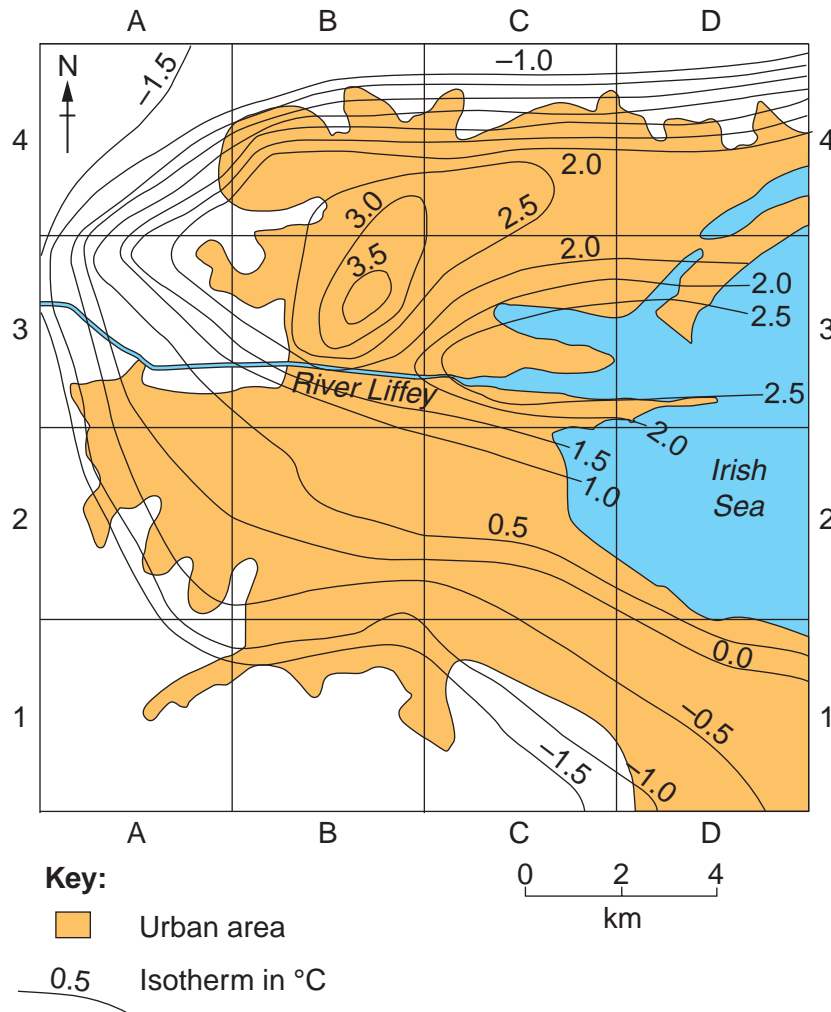 A B C D
N
–1.5
–1.0
4 4
2.0
3.0
2.5
3.5
2.0
2.0
2.5
3 3
River Liffey
2.5
2.0
1.5
1.0
Irish
Sea
2 2
0.5
0.0
–0.5
1 1
–1.5
–1.0
A B C D
Key:
Urban area
0.5 Isotherm in °C
0 2 4
km